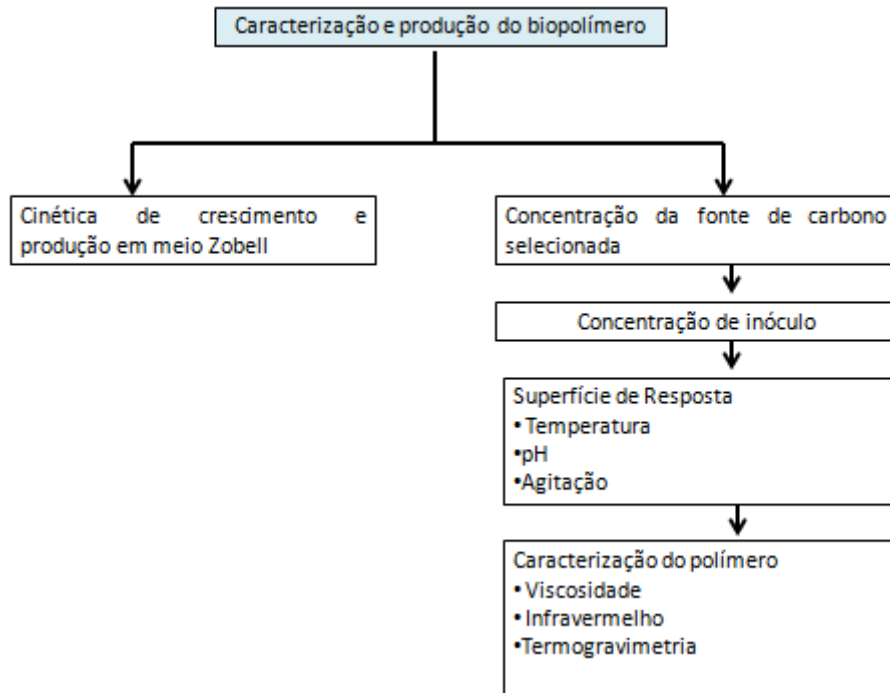 Caracterização e produção do biopolímero
Cinética de crescimento e
produção em meio Zobell
Concentração da fonte de carbono
selecionada
Concentração de inóculo
Superfície de Resposta
• Temperatura
•pH
•Agitação
Caracterização do polímero
• Viscosidade
• Infravermelho
•Termogravimetria